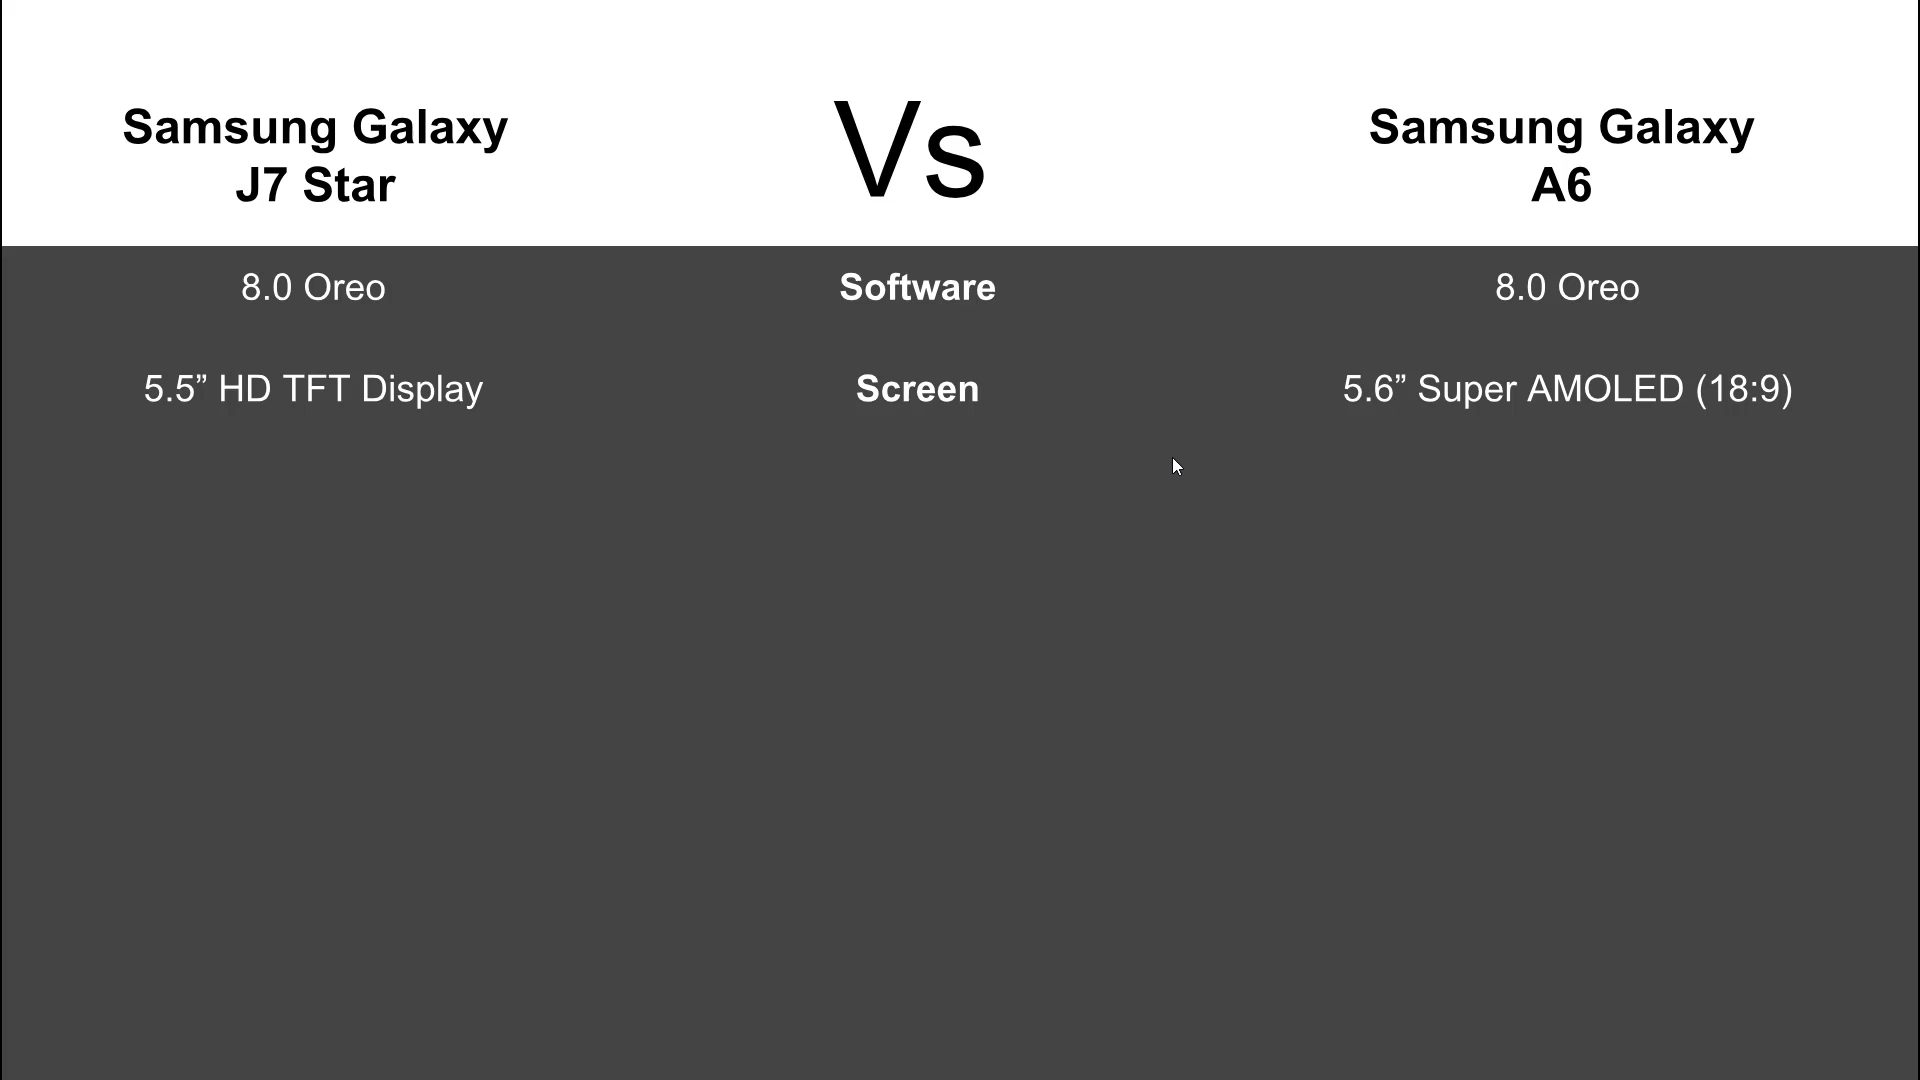 Samsung Galaxy
J7 Star
Vs
Samsung Galaxy
A6
8.0 Oreo
Software
8.0 Oreo
5.5” HD TFT Display
Screen
5.6” Super AMOLED (18:9)